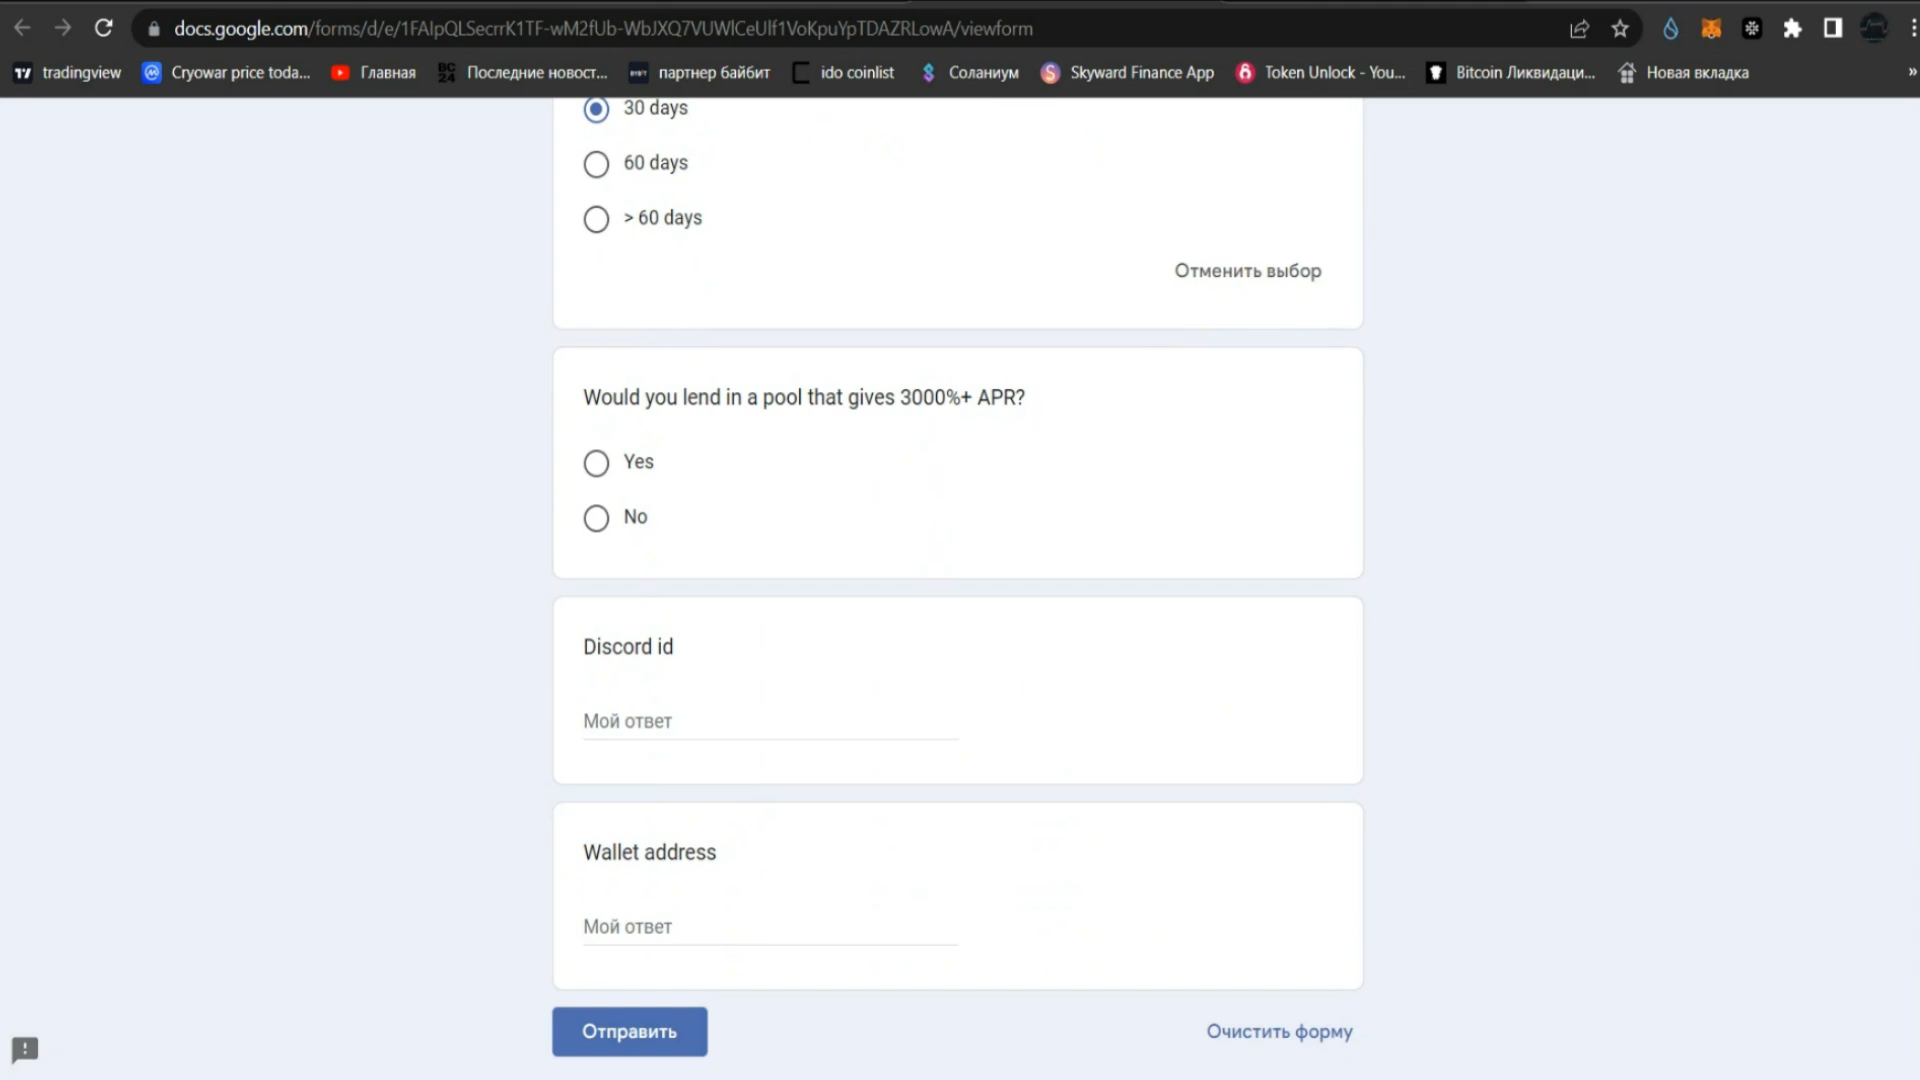 docs.google.com/forms/d/e/1FAIpQLSecrrK1TF-wM2fUb-WbJXQ7VUWlCeUlf1VoKpuYpTDAZRLowA/viewform
tradingview Cryowar price toda... Главная Последние новост... партнер байбит ido coinlist Соланиум Skyward Finance App Token Unlock - You... Bitcoin Ликвидаци... Новая вкладка »
30 days
60 days
> 60 days
Отменить выбор
Would you lend in a pool that gives 3000%+ APR?
Yes
No
Discord id
Мой ответ
Wallet address
Мой ответ
Отправить
Очистить форму